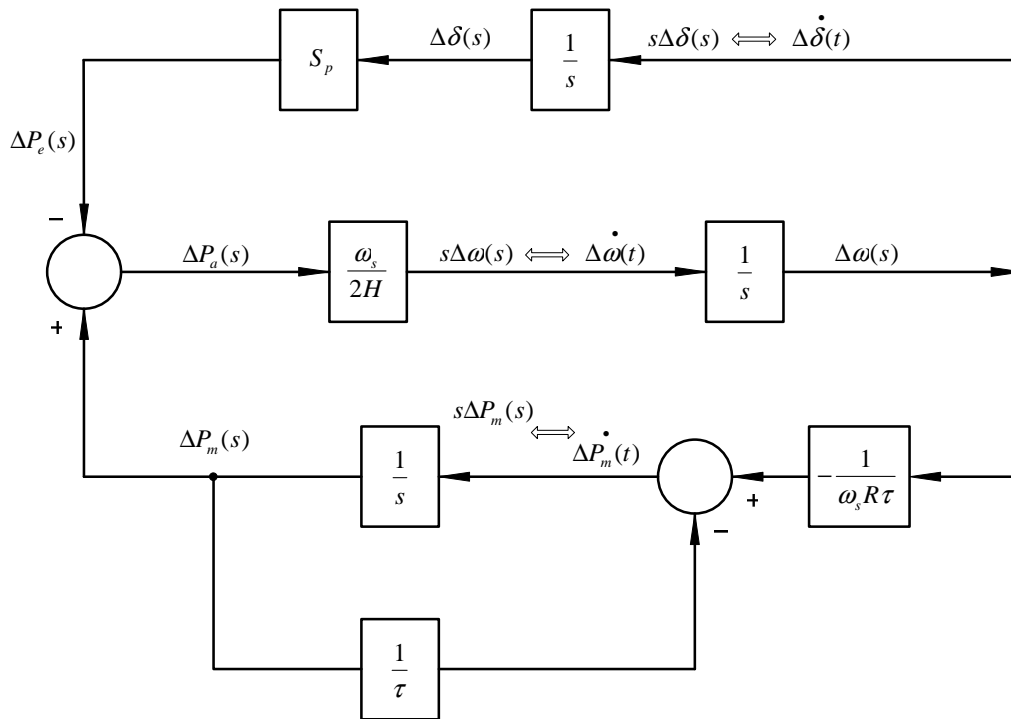 S_p
Δδ(s)
1/s
sΔδ(s) ⇔ Δδ̇(t)
ΔP_e(s)
−
ΔP_a(s)
ω_s/2H
sΔω(s) ⇔ Δω̇(t)
1/s
Δω(s)
+
ΔP_m(s)
1/s
sΔP_m(s) ⇔ ΔṖ_m(t)
+
−
−1/ω_sRτ
1/τ